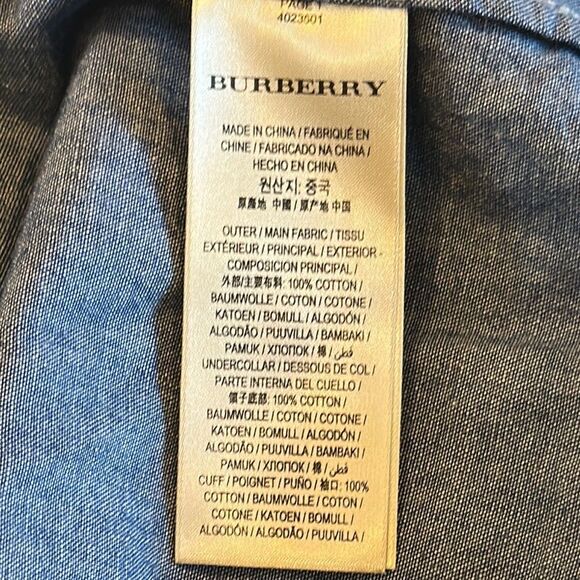 PAGE 1
4023601
BURBERRY
MADE IN CHINA / FABRIQUÉ EN
CHINE / FABRICADO NA CHINA /
HECHO EN CHINA
원산지: 중국
原產地 中國 / 原产地 中国
OUTER / MAIN FABRIC / TISSU
EXTÉRIEUR / PRINCIPAL / EXTERIOR -
COMPOSICION PRINCIPAL /
外部/主要布料: 100% COTTON /
BAUMWOLLE / COTON / COTONE /
KATOEN / BOMULL / ALGODÓN /
ALGODÃO / PUUVILLA / BAMBAKI /
PAMUK / ХЛОПОК / 棉 / قطن /
UNDERCOLLAR / DESSOUS DE COL /
PARTE INTERNA DEL CUELLO /
領子底部: 100% COTTON /
BAUMWOLLE / COTON / COTONE /
KATOEN / BOMULL / ALGODÓN /
ALGODÃO / PUUVILLA / BAMBAKI /
PAMUK / ХЛОПОК / 棉 / قطن /
CUFF / POIGNET / PUÑO / 袖口: 100%
COTTON / BAUMWOLLE / COTON /
COTONE / KATOEN / BOMULL /
ALGODÓN / ALGODÃO / PUUVILLA /